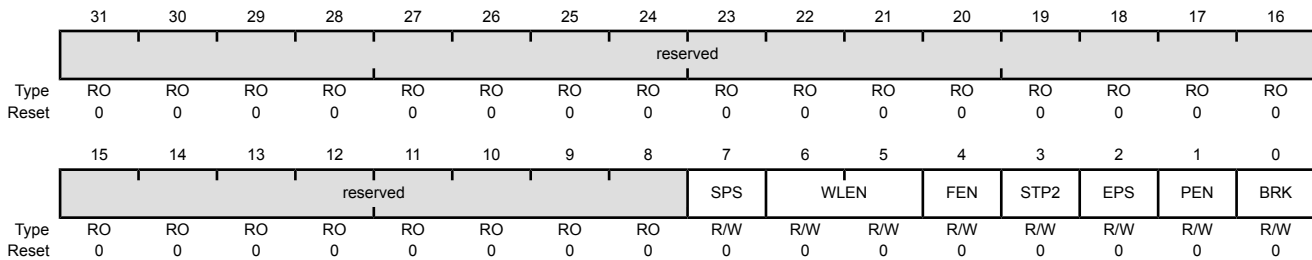 31 30 29 28 27 26 25 24 23 22 21 20 19 18 17 16
reserved
Type RO RO RO RO RO RO RO RO RO RO RO RO RO RO RO RO
Reset 0 0 0 0 0 0 0 0 0 0 0 0 0 0 0 0
15 14 13 12 11 10 9 8 7 6 5 4 3 2 1 0
reserved SPS WLEN FEN STP2 EPS PEN BRK
Type RO RO RO RO RO RO RO RO R/W R/W R/W R/W R/W R/W R/W R/W
Reset 0 0 0 0 0 0 0 0 0 0 0 0 0 0 0 0